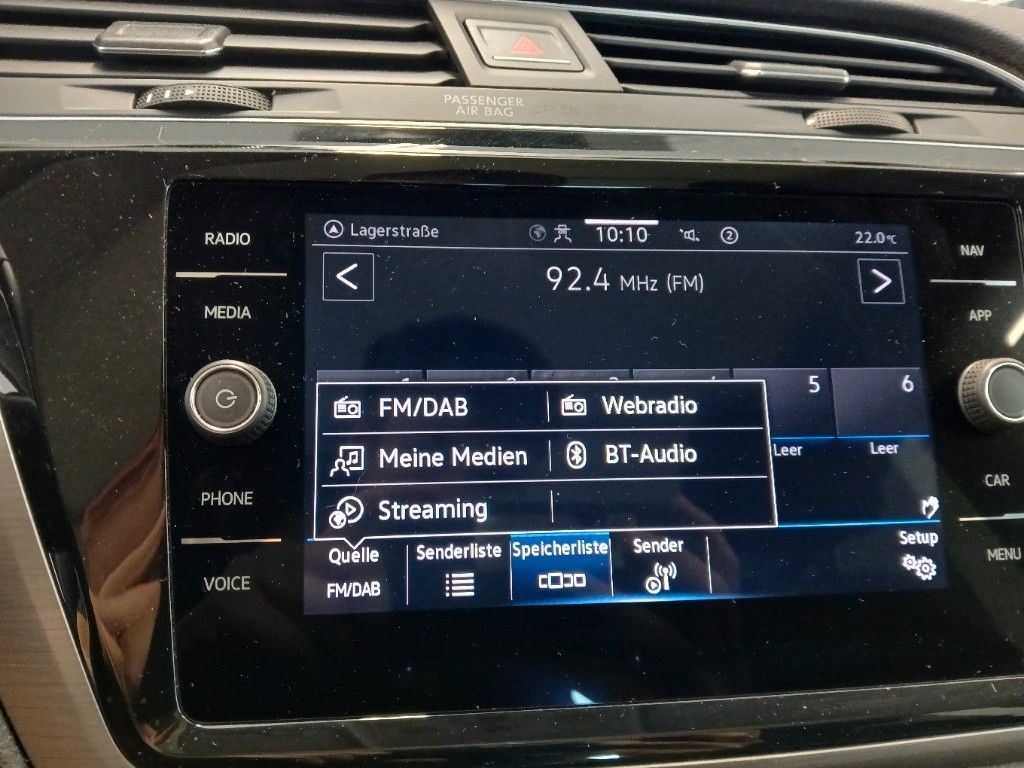 PASSENGER
AIR BAG
RADIO
MEDIA
PHONE
VOICE
NAV
APP
CAR
MENU
Lagerstraße
10:10
2
22.0°C
< 92.4 MHz (FM) >
5
6
Leer
Leer
FM/DAB
Webradio
Meine Medien
BT-Audio
Streaming
Quelle
FM/DAB
Senderliste
Speicherliste
Sender
Setup